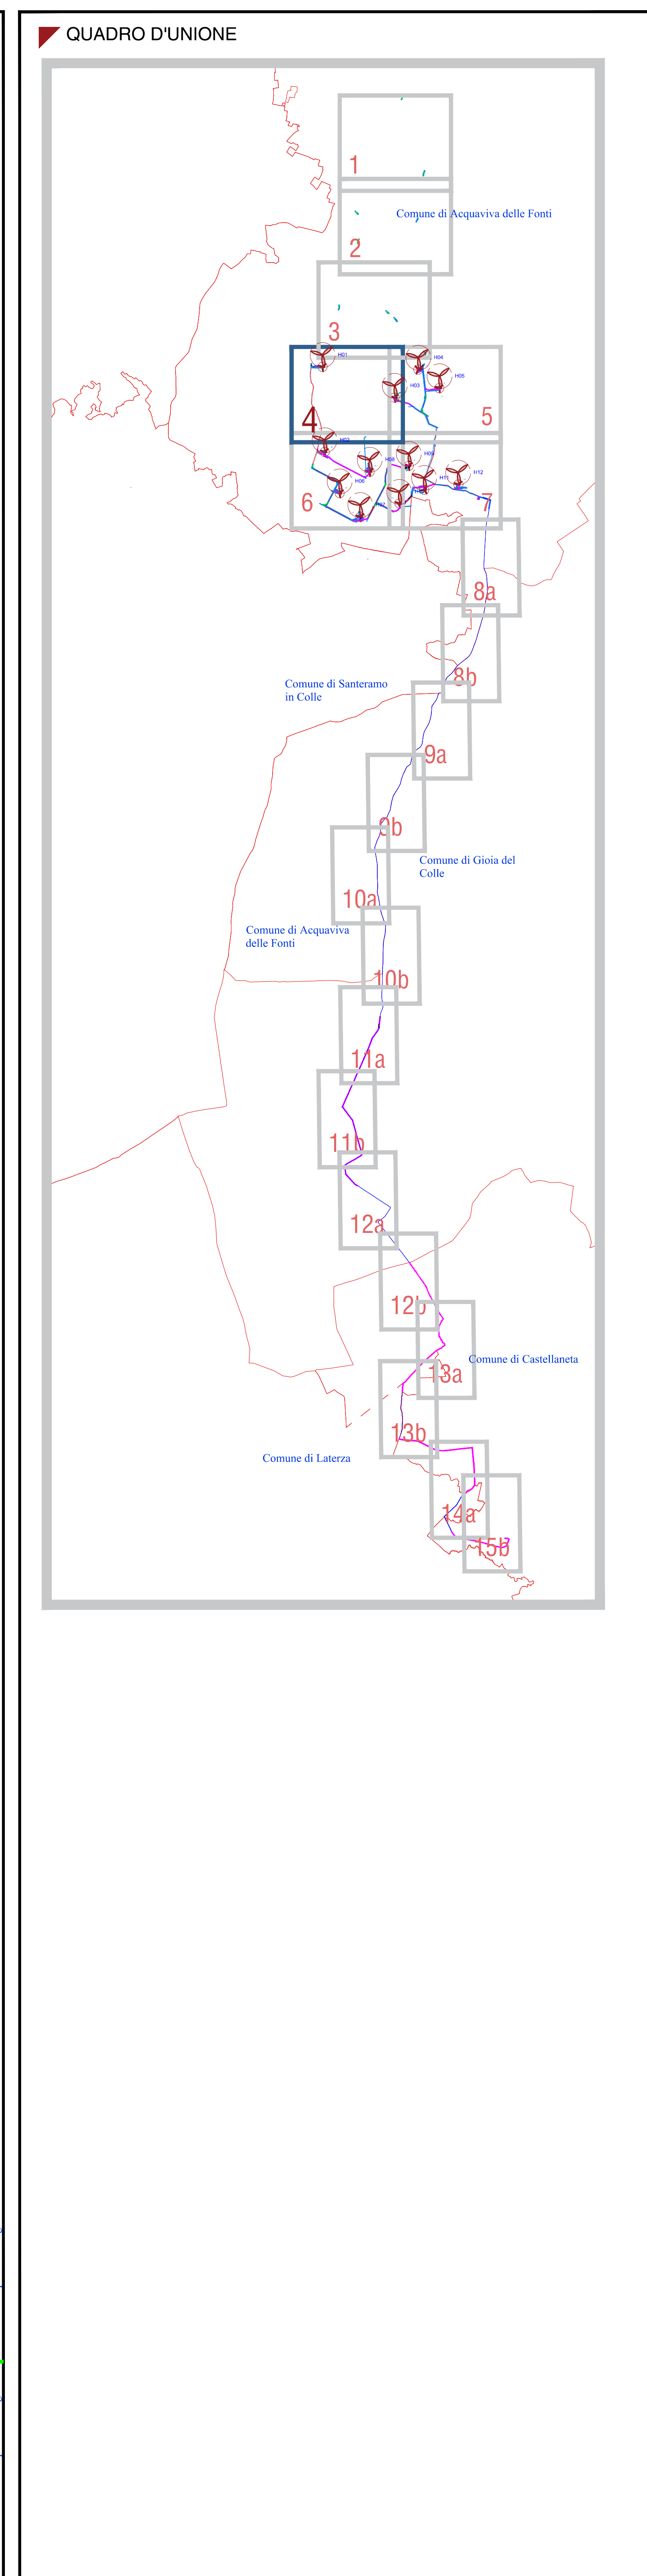 QUADRO D'UNIONE
1
Comune di Acquaviva delle Fonti
2
3
H01
H04
H05
H03
4
5
H02
H08
H09
H12
H06
H11
6
7
8a
8b
Comune di Santeramo
in Colle
9a
9b
Comune di Gioia del
Colle
10a
Comune di Acquaviva
delle Fonti
10b
11a
11b
12a
12b
Comune di Castellaneta
13a
13b
Comune di Laterza
14a
15b